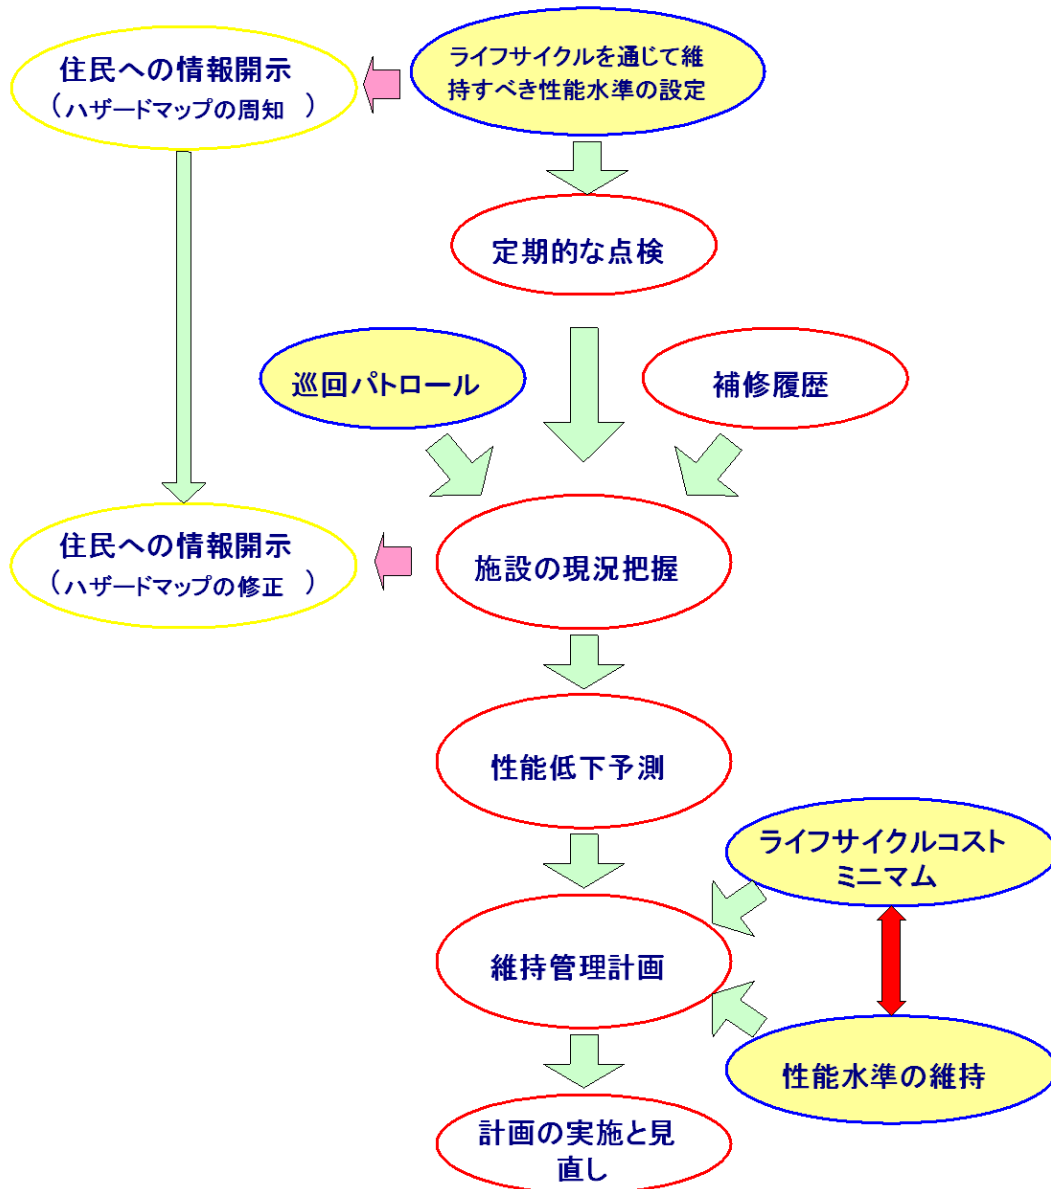 住民への情報開示
（ハザードマップの周知　）
ライフサイクルを通じて維
持すべき性能水準の設定
定期的な点検
巡回パトロール
補修履歴
住民への情報開示
（ハザードマップの修正　）
施設の現況把握
性能低下予測
ライフサイクルコスト
ミニマム
維持管理計画
性能水準の維持
計画の実施と見
直し